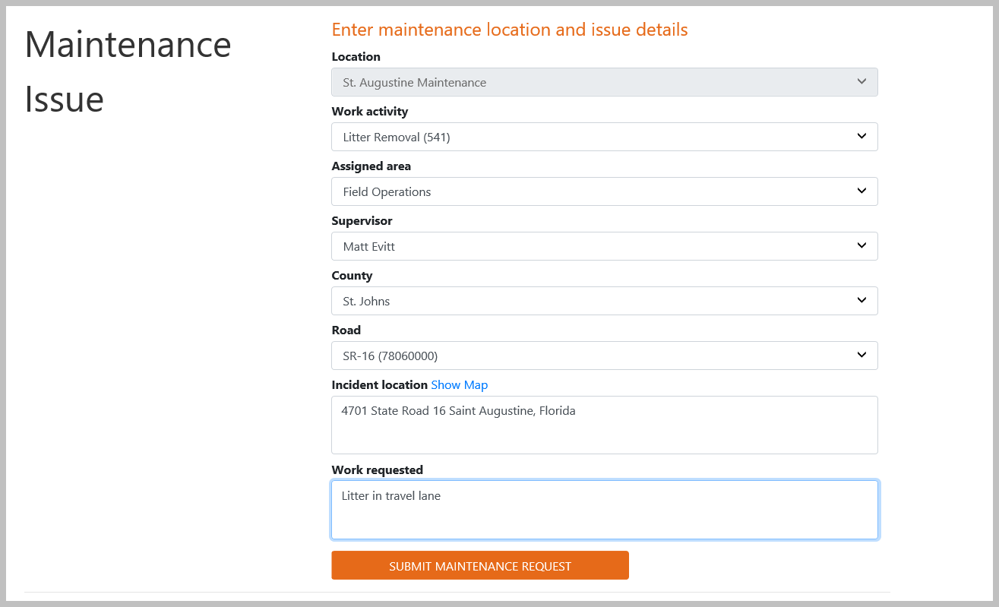 Maintenance
Issue
Enter maintenance location and issue details
Location
St. Augustine Maintenance
Work activity
Litter Removal (541)
Assigned area
Field Operations
Supervisor
Matt Evitt
County
St. Johns
Road
SR-16 (78060000)
Incident location Show Map
4701 State Road 16 Saint Augustine, Florida
Work requested
Litter in travel lane
SUBMIT MAINTENANCE REQUEST